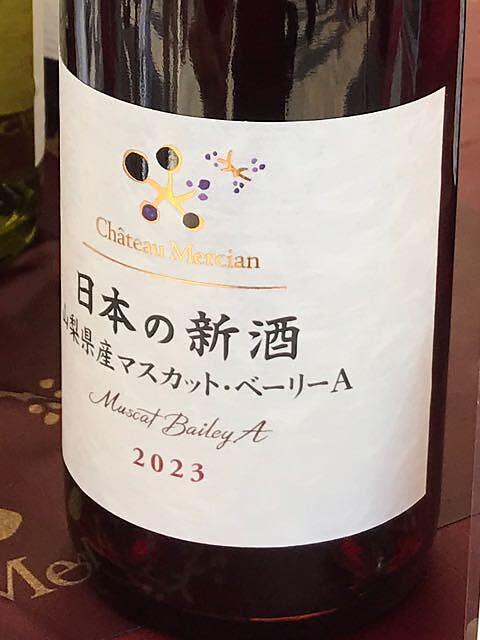 Château Mercian
日本の新酒
山梨県産マスカット・ベーリーA
Muscat Bailey A
2023
Me